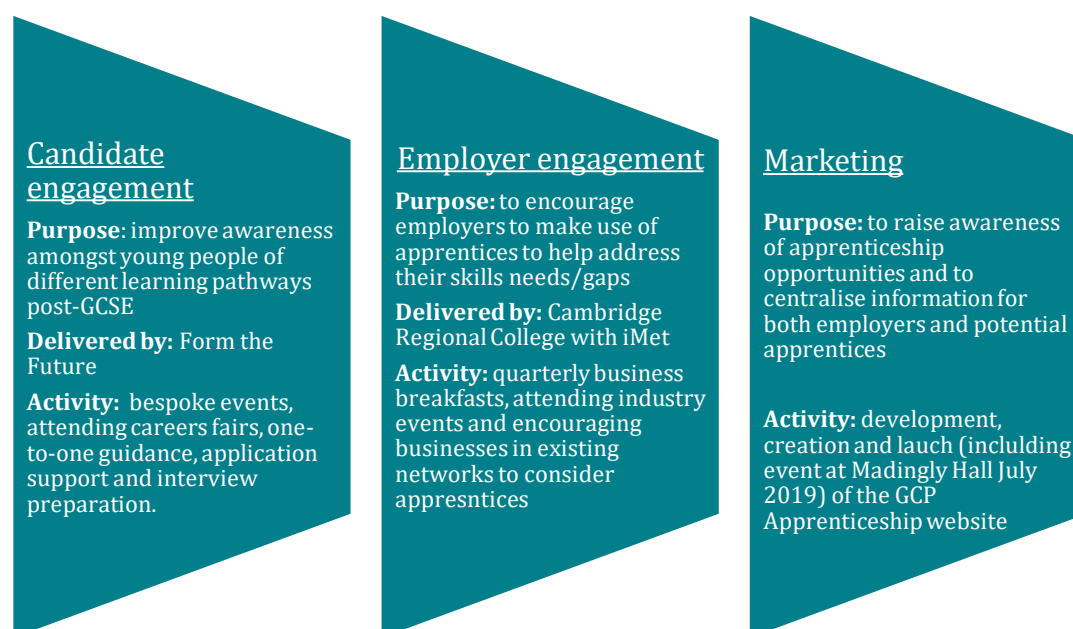 Candidate
engagement
Purpose: improve awareness
amongst young people of
different learning pathways
post-GCSE
Delivered by: Form the
Future
Activity: bespoke events,
attending careers fairs, one-
to-one guidance, application
support and interview
preparation.
Employer engagement
Purpose: to encourage
employers to make use of
apprentices to help address
their skills needs/gaps
Delivered by: Cambridge
Regional College with iMet
Activity: quarterly business
breakfasts, attending industry
events and encouraging
businesses in existing
networks to consider
appresntices
Marketing
Purpose: to raise awareness
of apprenticeship
opportunities and to
centralise information for
both employers and potential
apprentices
Activity: development,
creation and lauch (inclulding
event at Madingly Hall July
2019) of the GCP
Apprenticeship website